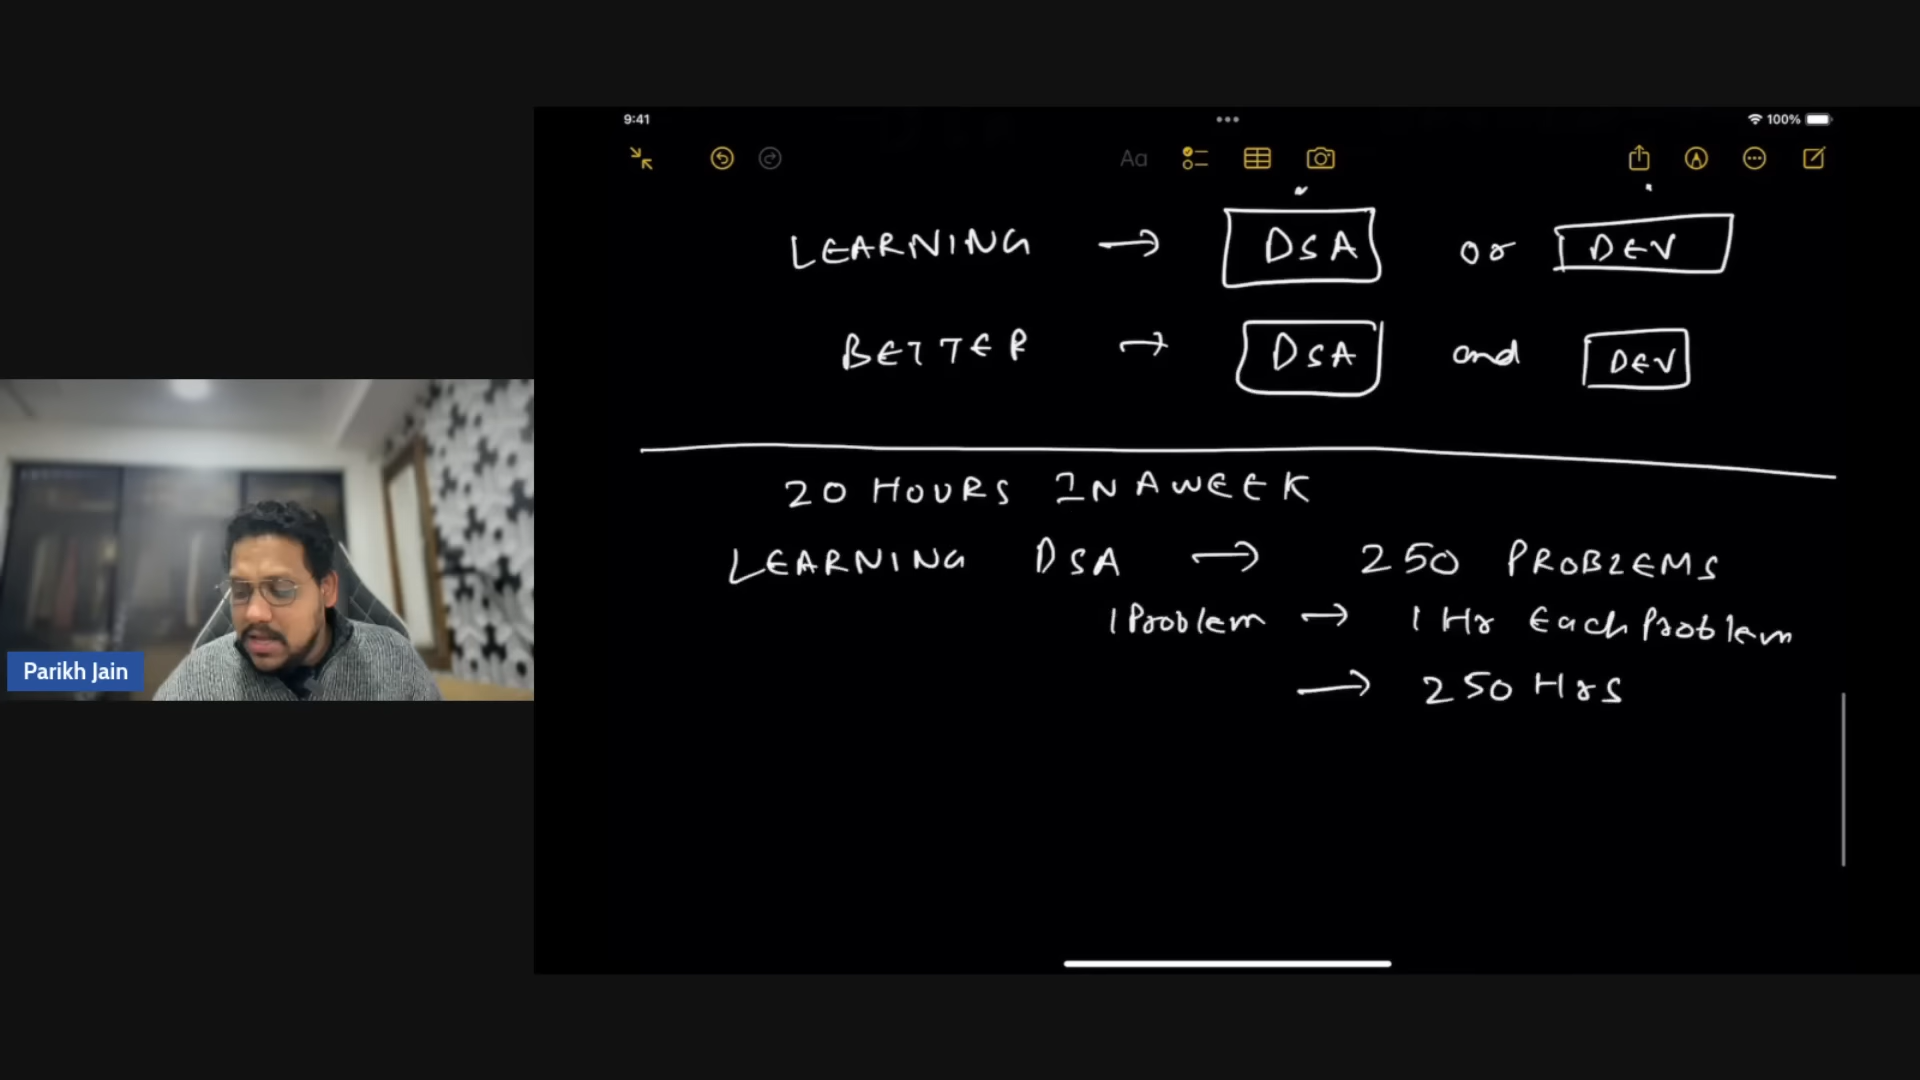 9:41
100%
Aa
LEARNING → DSA or DEV
BETTER → DSA and DEV
20 HOURS IN A WEEK
LEARNING DSA → 250 PROBLEMS
1 Problem → 1 Hr Each Problem
→ 250 Hrs
Parikh Jain